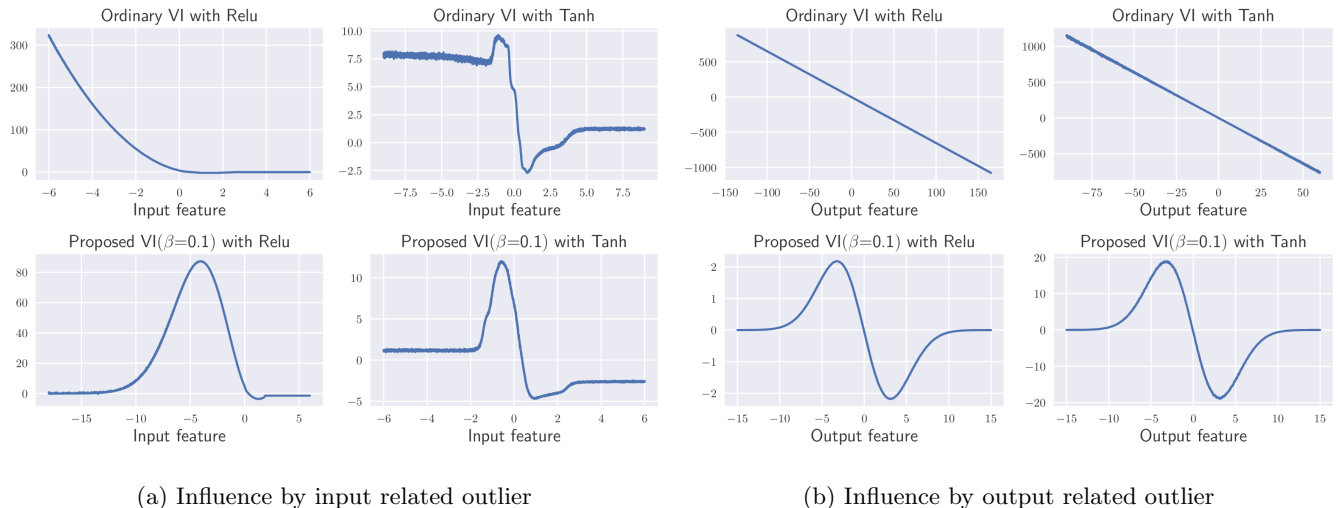 Ordinary VI with Relu
300
200
100
0
−6 −4 −2 0 2 4 6
Input feature
Ordinary VI with Tanh
10.0
7.5
5.0
2.5
0.0
−2.5
−7.5 −5.0 −2.5 0.0 2.5 5.0 7.5
Input feature
Proposed VI(β=0.1) with Relu
80
60
40
20
0
−15 −10 −5 0 5
Input feature
Proposed VI(β=0.1) with Tanh
10
5
0
−5
−6 −4 −2 0 2 4 6
Input feature
(a) Influence by input related outlier
Ordinary VI with Relu
500
0
−500
−1000
−150 −100 −50 0 50 100 150
Output feature
Ordinary VI with Tanh
1000
500
0
−500
−75 −50 −25 0 25 50
Output feature
Proposed VI(β=0.1) with Relu
2
1
0
−1
−2
−15 −10 −5 0 5 10 15
Output feature
Proposed VI(β=0.1) with Tanh
20
10
0
−10
−20
−15 −10 −5 0 5 10 15
Output feature
(b) Influence by output related outlier